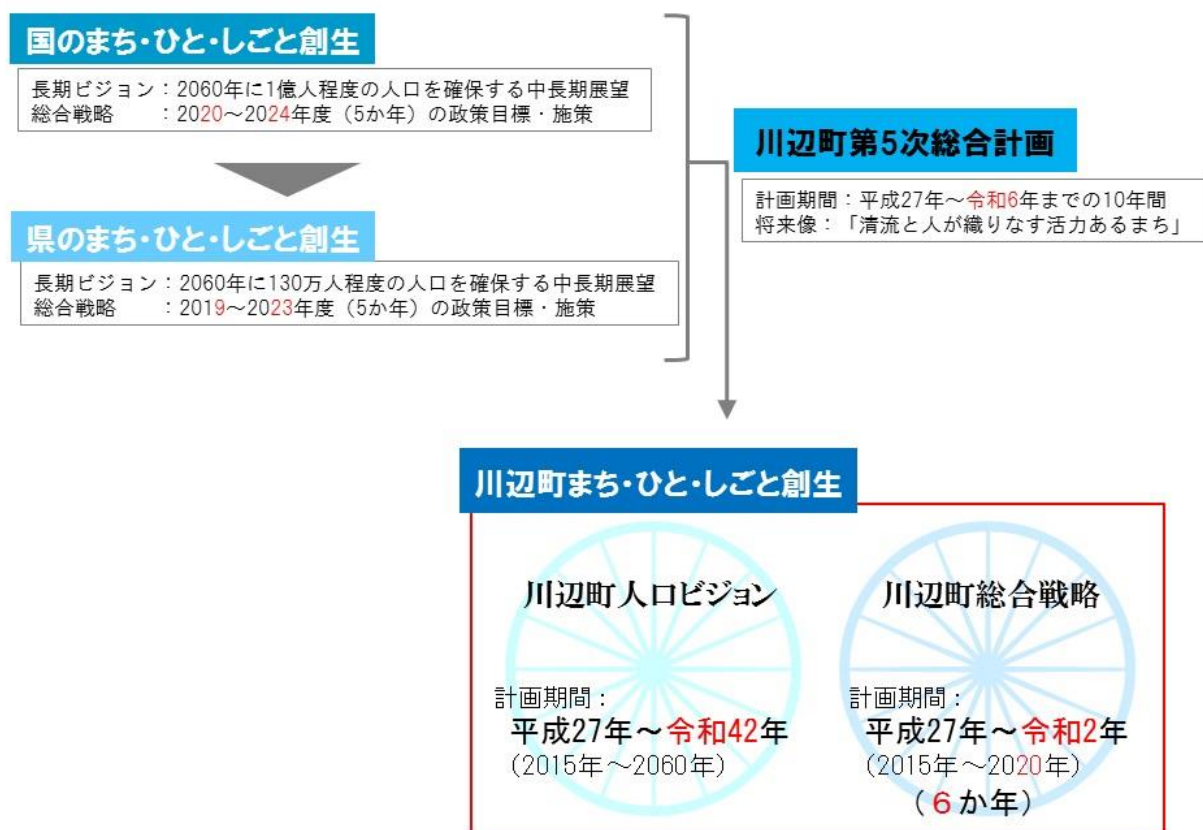 国のまち・ひと・しごと創生
長期ビジョン：2060年に1億人程度の人口を確保する中長期展望
総合戦略　　：2020～2024年度（5か年）の政策目標・施策
県のまち・ひと・しごと創生
長期ビジョン：2060年に130万人程度の人口を確保する中長期展望
総合戦略　　：2019～2023年度（5か年）の政策目標・施策
川辺町第5次総合計画
計画期間：平成27年～令和6年までの10年間
将来像：「清流と人が織りなす活力あるまち」
川辺町まち・ひと・しごと創生
川辺町人口ビジョン
計画期間：
平成27年～令和42年
（2015年～2060年）
川辺町総合戦略
計画期間：
平成27年～令和2年
（2015年～2020年）
（６か年）